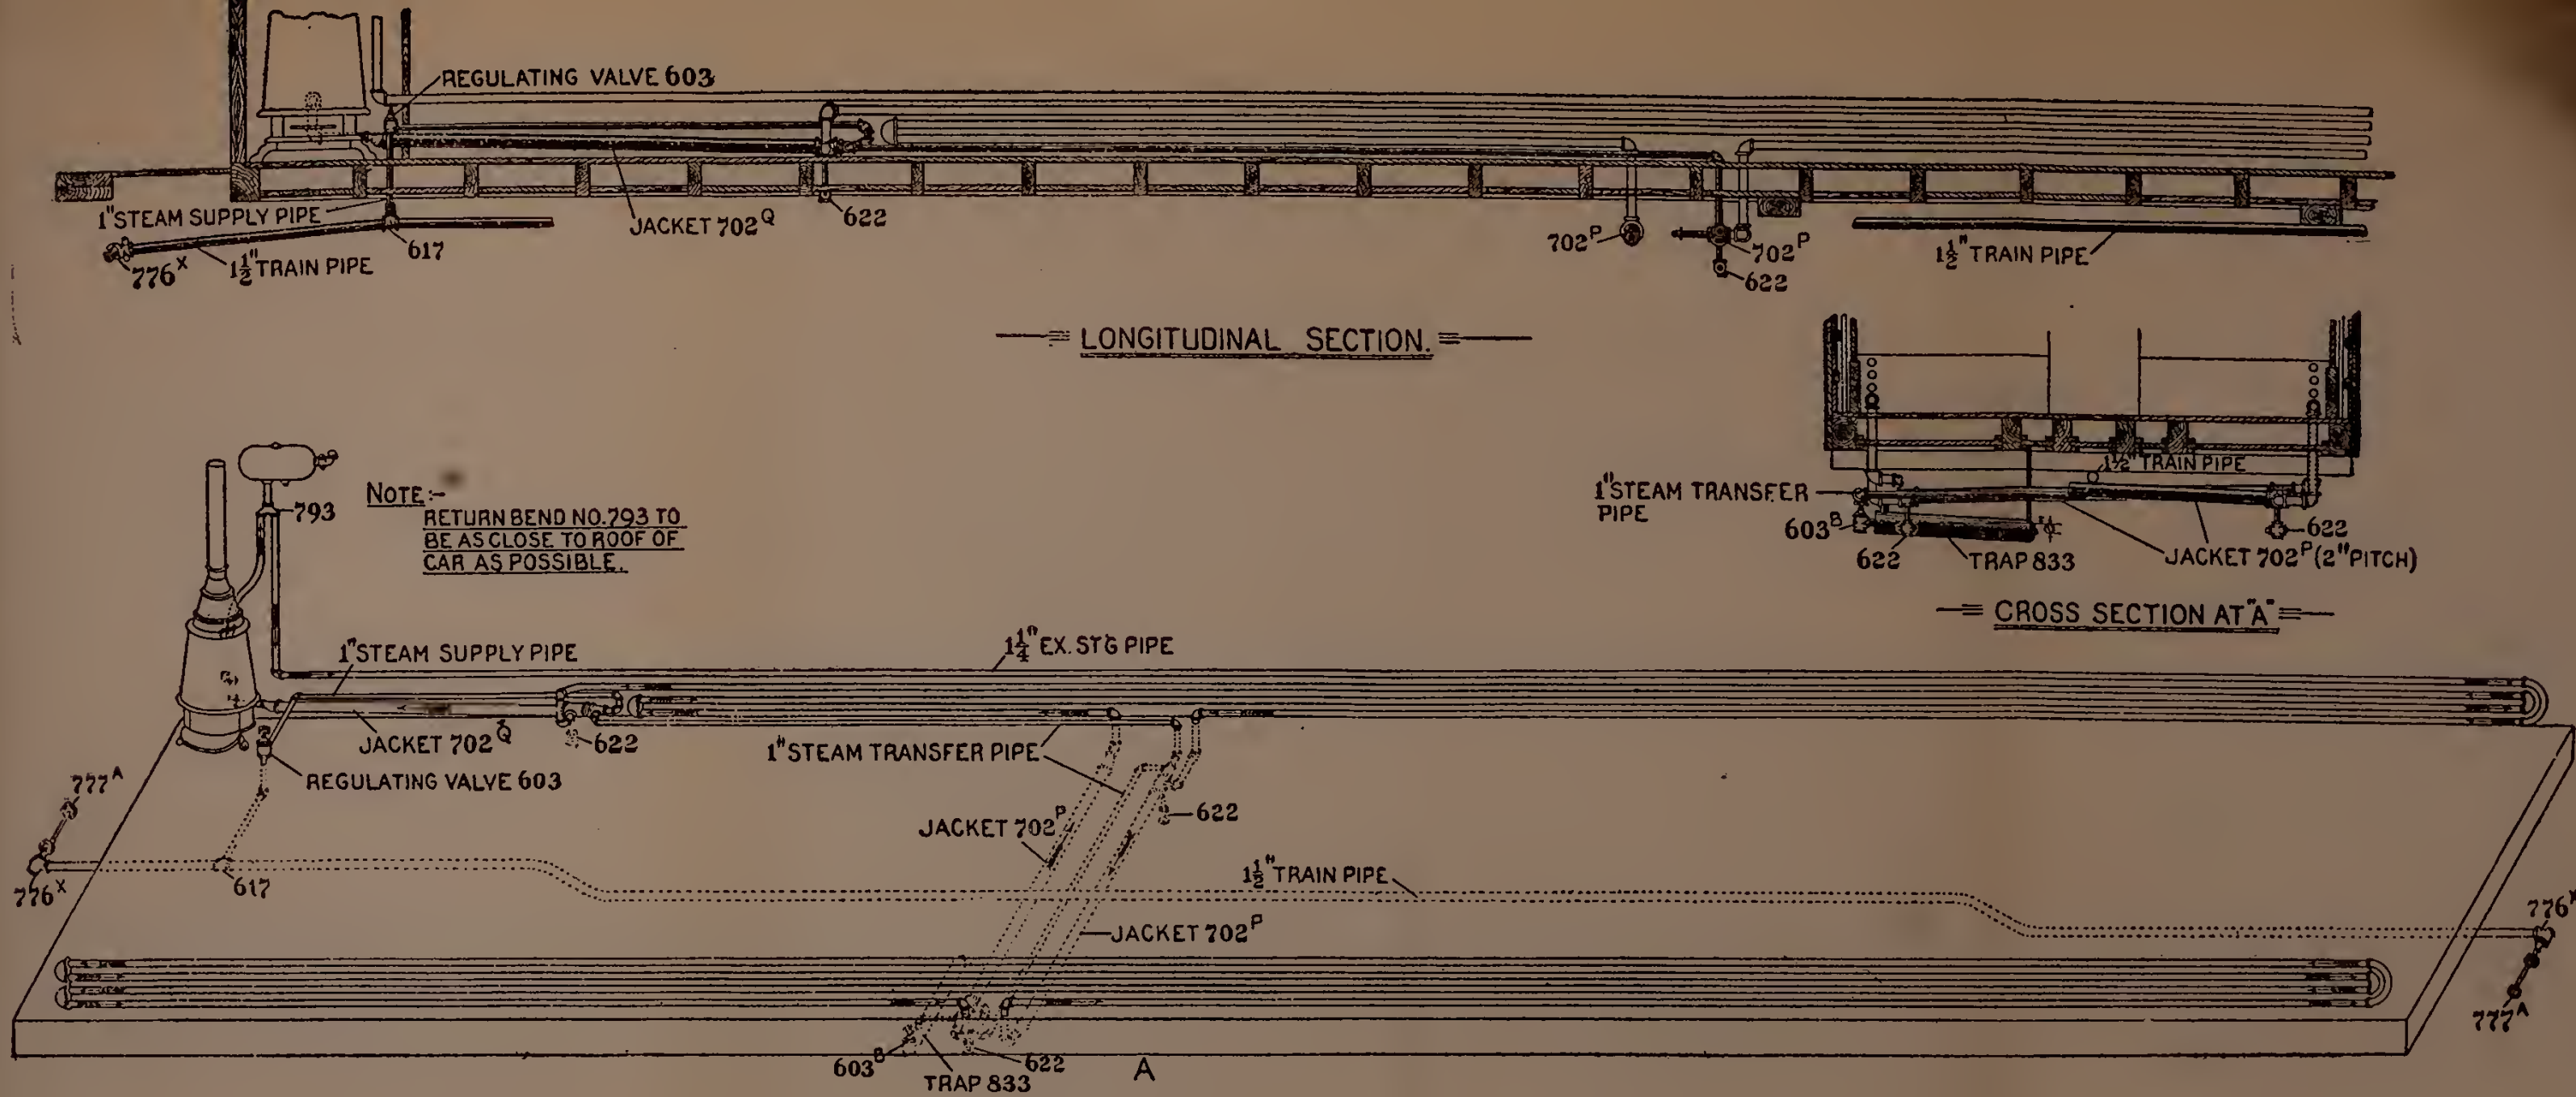 REGULATING VALVE 603
1" STEAM SUPPLY PIPE
JACKET 702Q
622
617
776X
1½" TRAIN PIPE
702P
702P
622
1½" TRAIN PIPE
LONGITUDINAL SECTION.
1½" TRAIN PIPE
1" STEAM TRANSFER
PIPE
603B
622
TRAP 833
622
JACKET 702P (2" PITCH)
CROSS SECTION AT "A"
793
NOTE:-
RETURN BEND NO. 793 TO
BE AS CLOSE TO ROOF OF
CAR AS POSSIBLE.
1" STEAM SUPPLY PIPE
1¼" EX. ST'G PIPE
JACKET 702Q
622
1" STEAM TRANSFER PIPE
REGULATING VALVE 603
777A
JACKET 702P
622
776X
617
1½" TRAIN PIPE
JACKET 702P
776X
777A
603B
TRAP 833
622
A